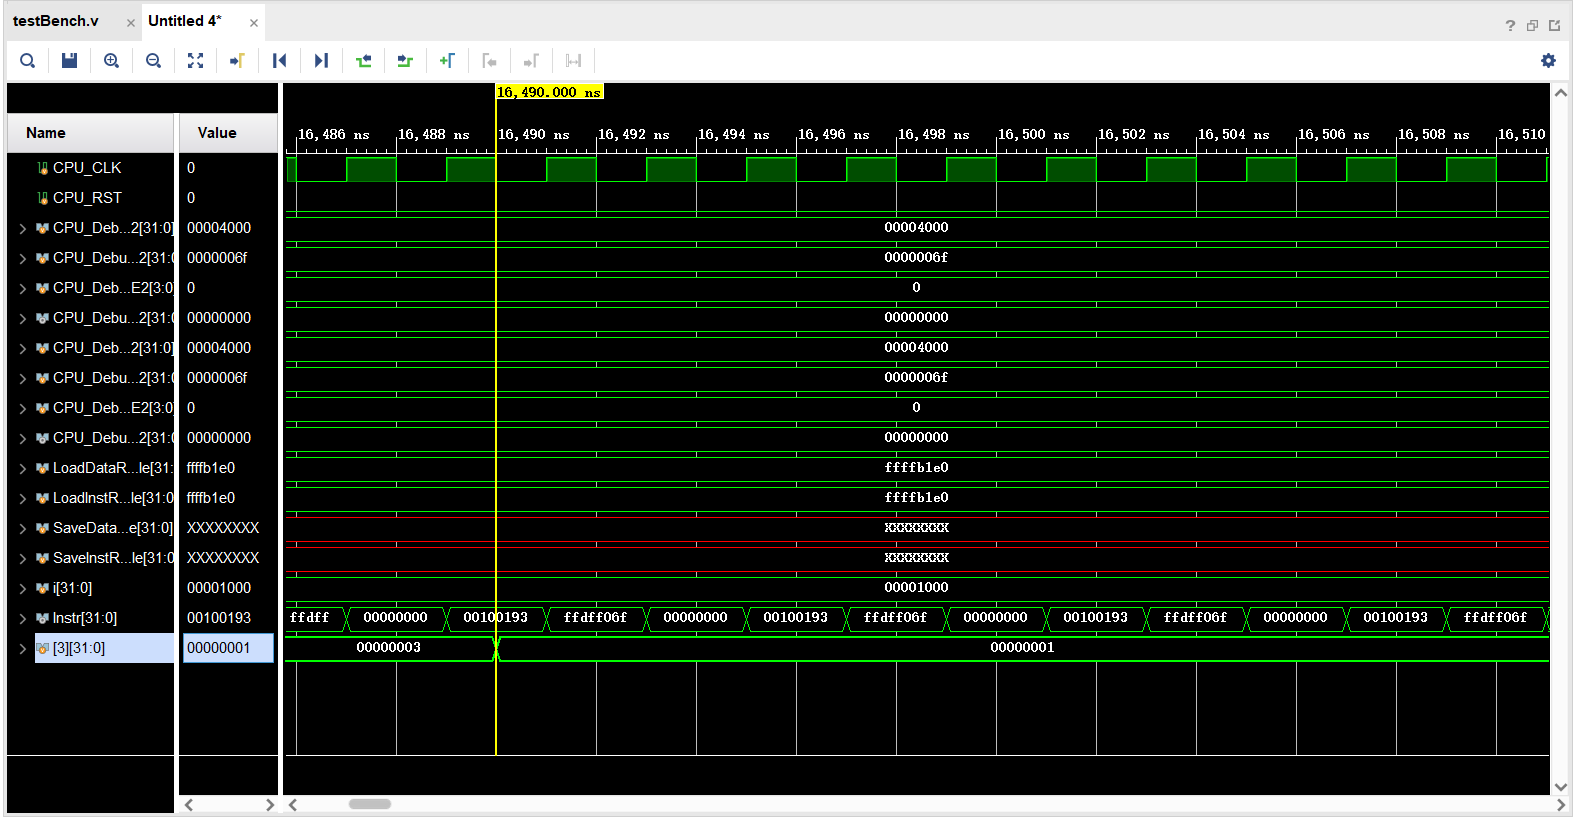 testBench.v × Untitled 4* ×
?
16,490.000 ns
Name Value
16,486 ns 16,488 ns 16,490 ns 16,492 ns 16,494 ns 16,496 ns 16,498 ns 16,500 ns 16,502 ns 16,504 ns 16,506 ns 16,508 ns 16,510
CPU_CLK 0
CPU_RST 0
CPU_Deb...2[31:0] 00004000 00004000
CPU_Debu...2[31:0 0000006f 0000006f
CPU_Deb...E2[3:0] 0 0
CPU_Debu...2[31:0 00000000 00000000
CPU_Deb...2[31:0] 00004000 00004000
CPU_Debu...2[31:0 0000006f 0000006f
CPU_Deb...E2[3:0] 0 0
CPU_Debu...2[31:0 00000000 00000000
LoadDataR...le[31: ffffb1e0 ffffb1e0
LoadInstR...le[31:0 ffffb1e0 ffffb1e0
SaveData...e[31:0] XXXXXXXX XXXXXXXX
SaveInstR...le[31:0 XXXXXXXX XXXXXXXX
i[31:0] 00001000 00001000
Instr[31:0] 00100193 ffdff 00000000 00100193 ffdff06f 00000000 00100193 ffdff06f 00000000 00100193 ffdff06f 00000000 00100193 ffdff06f
[3][31:0] 00000001 00000003 00000001